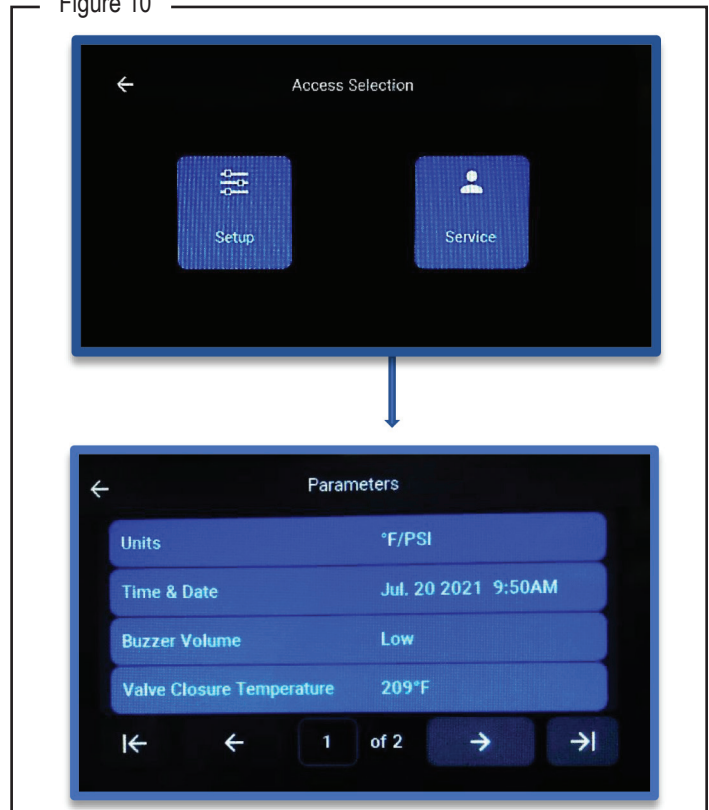 Figure 10
Access Selection
Setup
Service
Parameters
Units °F/PSI
Time & Date Jul. 20 2021 9:50AM
Buzzer Volume Low
Valve Closure Temperature 209°F
1 of 2